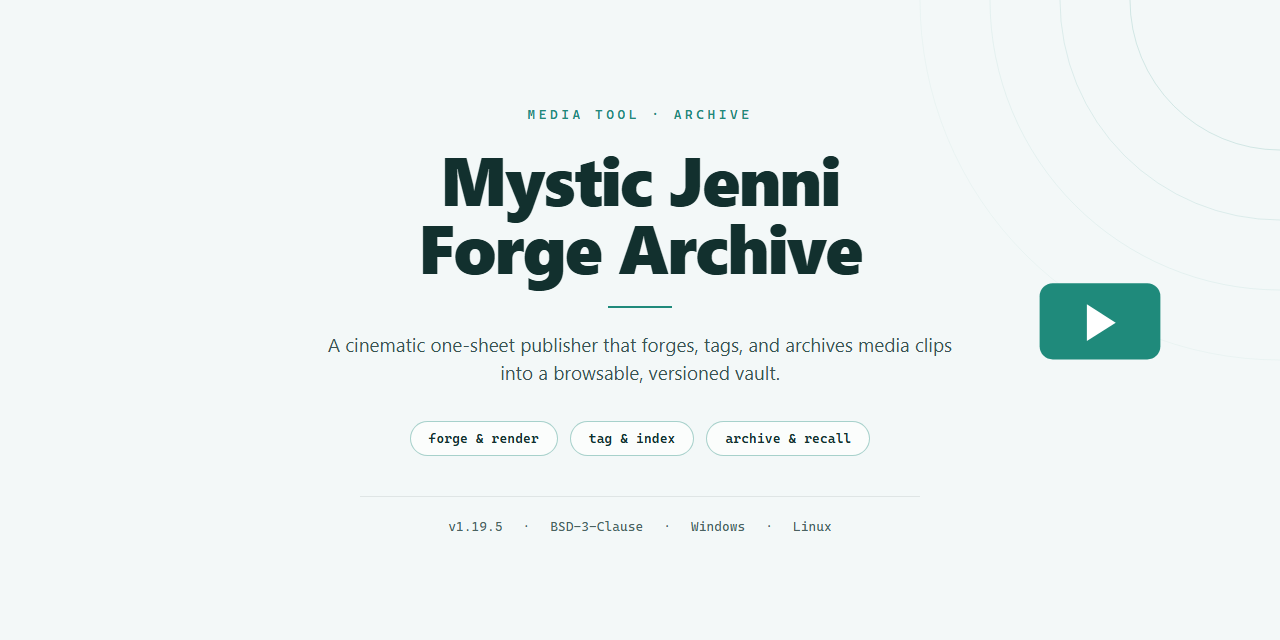 MEDIA TOOL · ARCHIVE
Mystic Jenni
Forge Archive
A cinematic one-sheet publisher that forges, tags, and archives media clips
into a browsable, versioned vault.
forge & render tag & index archive & recall
v1.19.5 · BSD-3-Clause · Windows · Linux